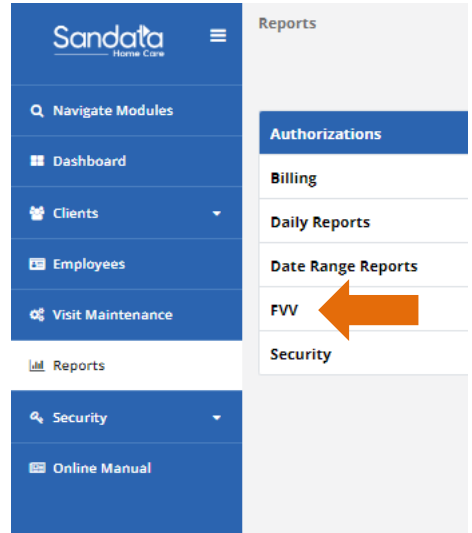 Sandata
Home Care
Navigate Modules
Dashboard
Clients
Employees
Visit Maintenance
Reports
Security
Online Manual
Reports
Authorizations
Billing
Daily Reports
Date Range Reports
FVV
Security